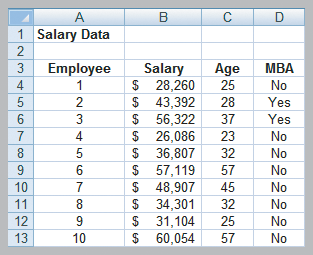 A B C D
1 Salary Data
2
3 Employee Salary Age MBA
4 1 $ 28,260 25 No
5 2 $ 43,392 28 Yes
6 3 $ 56,322 37 Yes
7 4 $ 26,086 23 No
8 5 $ 36,807 32 No
9 6 $ 57,119 57 No
10 7 $ 48,907 45 No
11 8 $ 34,301 32 No
12 9 $ 31,104 25 No
13 10 $ 60,054 57 No